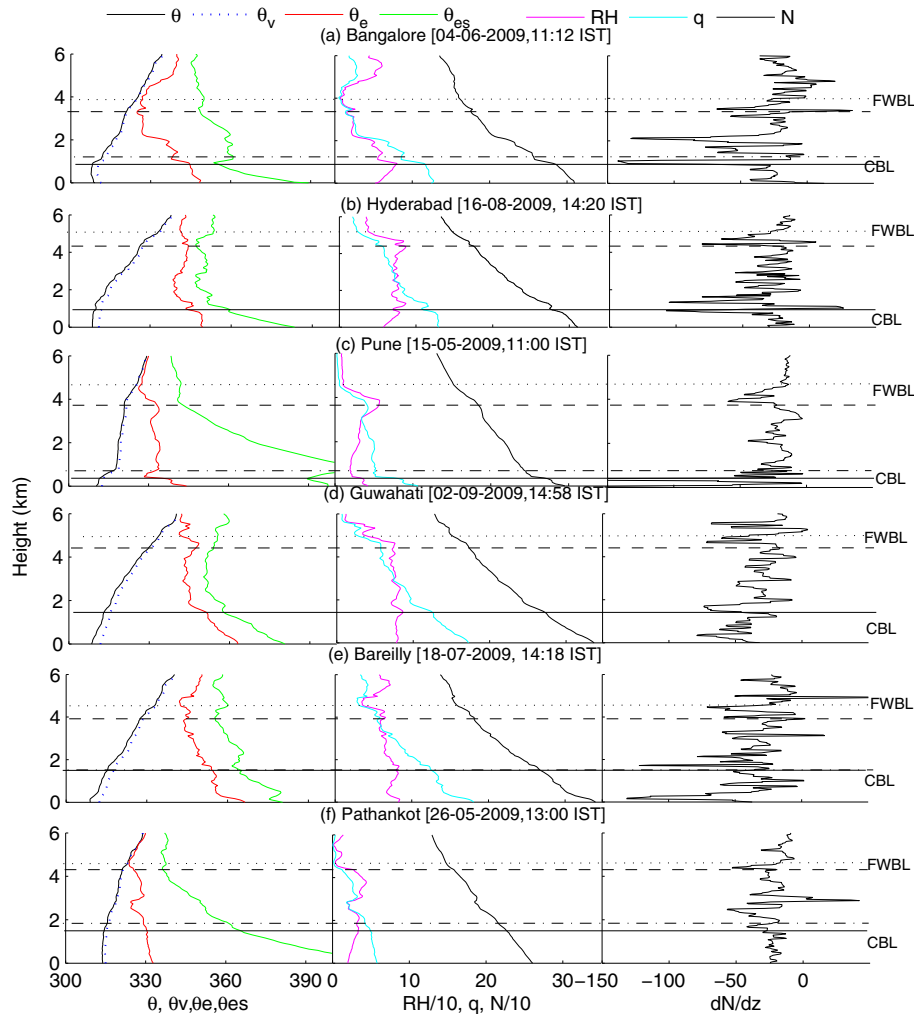 θ θv θe θes RH q N
(a) Bangalore [04-06-2009,11:12 IST]
6
4
2
0
FWBL
CBL
(b) Hyderabad [16-08-2009, 14:20 IST]
6
4
2
0
FWBL
CBL
(c) Pune [15-05-2009,11:00 IST]
6
4
2
0
FWBL
CBL
Height (km)
(d) Guwahati [02-09-2009,14:58 IST]
6
4
2
0
FWBL
CBL
(e) Bareilly [18-07-2009, 14:18 IST]
6
4
2
0
FWBL
CBL
(f) Pathankot [26-05-2009,13:00 IST]
6
4
2
0
FWBL
CBL
300 330 360 390 0 10 20 30 −150 −100 −50 0
θ, θv,θe,θes RH/10, q, N/10 dN/dz